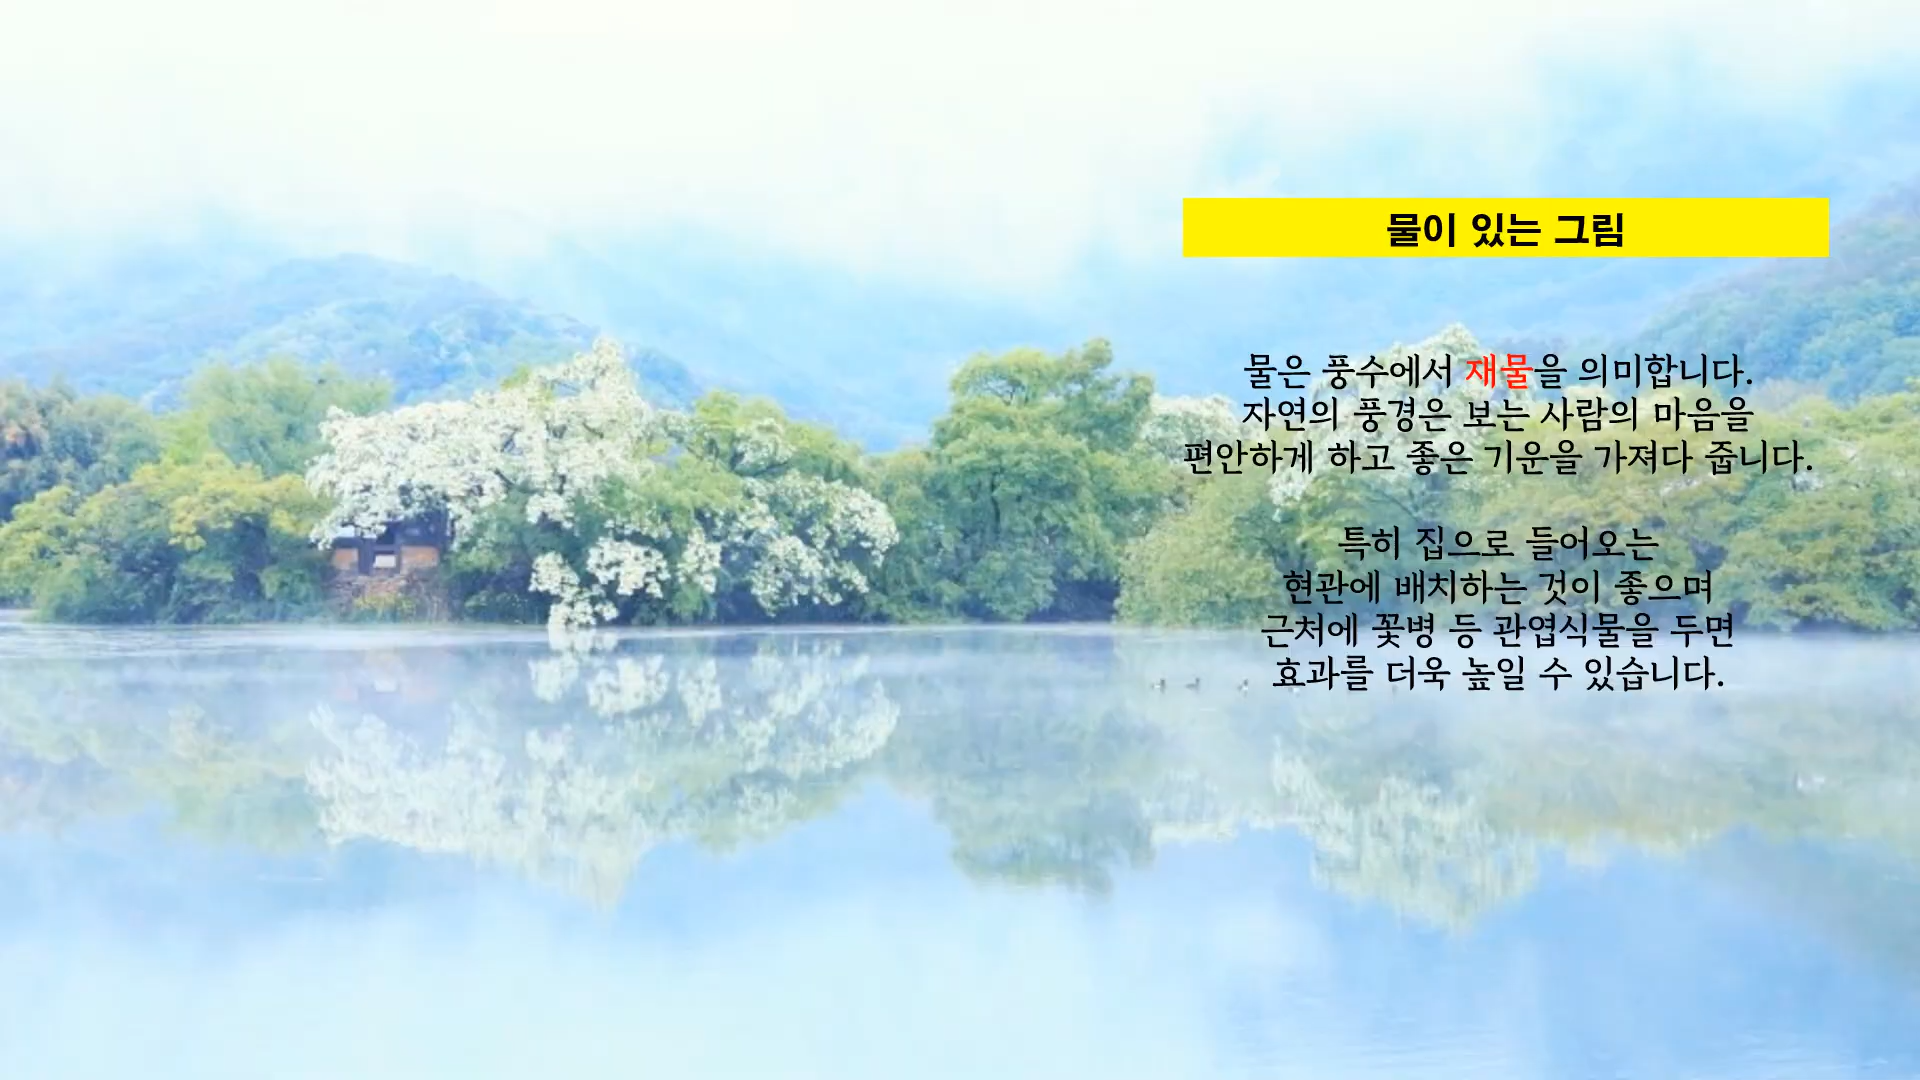 물이 있는 그림
물은 풍수에서 재물을 의미합니다.
자연의 풍경은 보는 사람의 마음을
편안하게 하고 좋은 기운을 가져다 줍니다.
특히 집으로 들어오는
현관에 배치하는 것이 좋으며
근처에 꽃병 등 관엽식물을 두면
효과를 더욱 높일 수 있습니다.